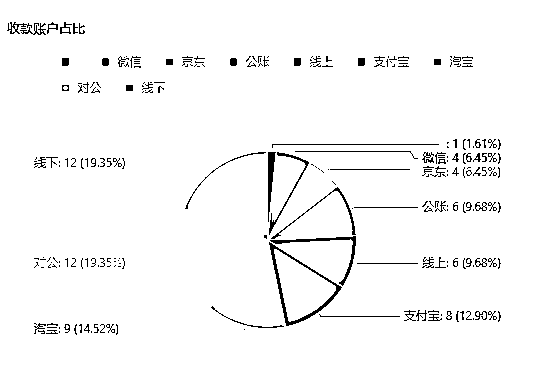 收款账户占比
微信 京东 公账 线上 支付宝 淘宝
对公 线下
: 1 (1.61%)
微信: 4 (6.45%)
京东: 4 (6.45%)
线下: 12 (19.35%)
公账: 6 (9.68%)
对公: 12 (19.35%)
线上: 6 (9.68%)
支付宝: 8 (12.90%)
淘宝: 9 (14.52%)